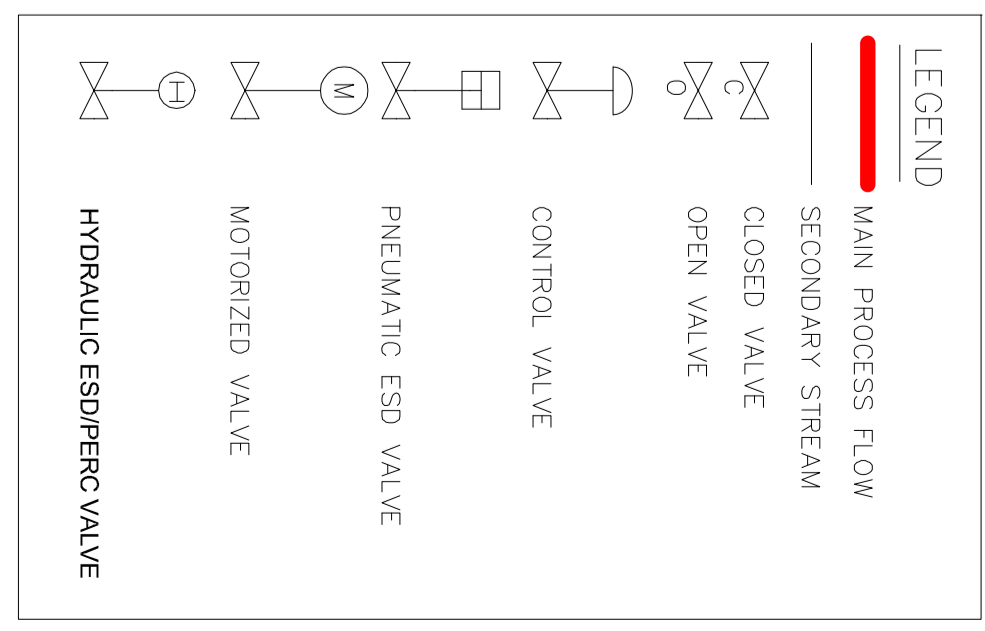 LEGEND
MAIN PROCESS FLOW
SECONDARY STREAM
C CLOSED VALVE
O OPEN VALVE
CONTROL VALVE
PNEUMATIC ESD VALVE
M MOTORIZED VALVE
H HYDRAULIC ESD/PERC VALVE